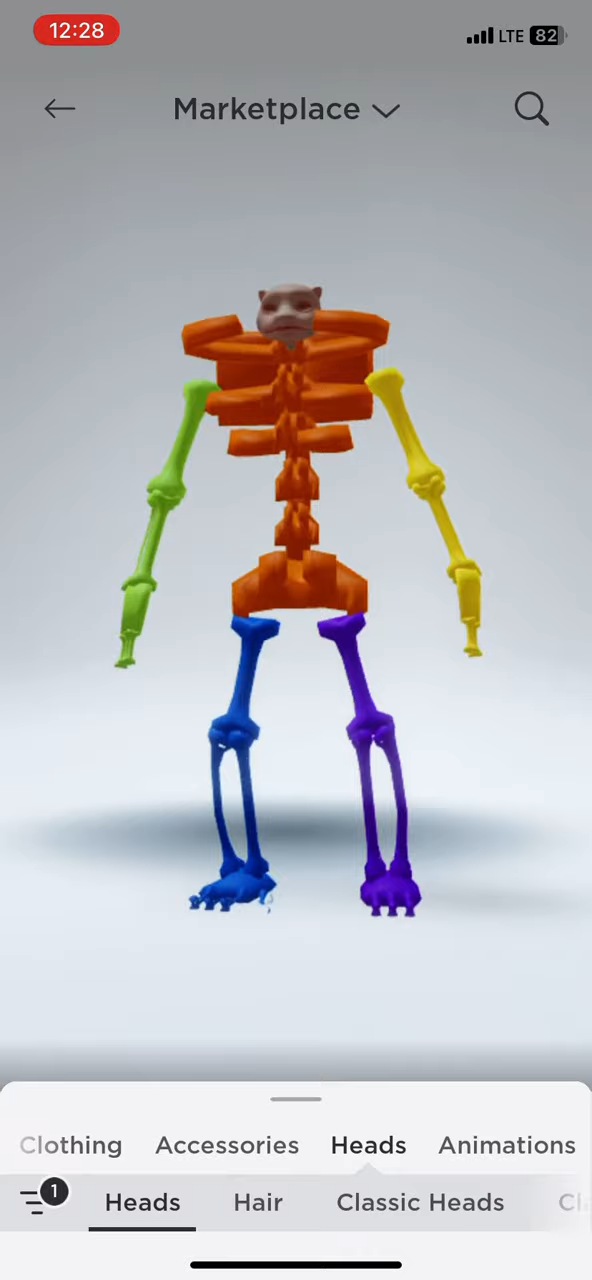 12:28
LTE 82
Marketplace
Clothing Accessories Heads Animations
1 Heads Hair Classic Heads